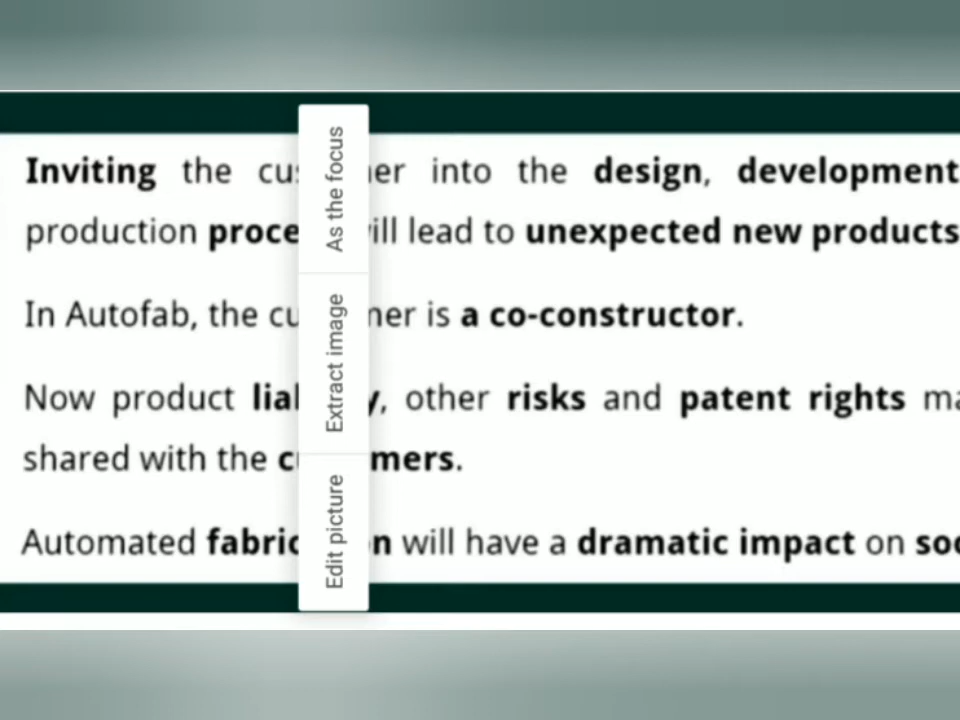 Inviting the into the design, development
production will lead to unexpected new products
In Autofab, the is a co-constructor.
Now product other risks and patent rights
shared with the
Automated will have a dramatic impact on
As the focus
Extract image
Edit picture